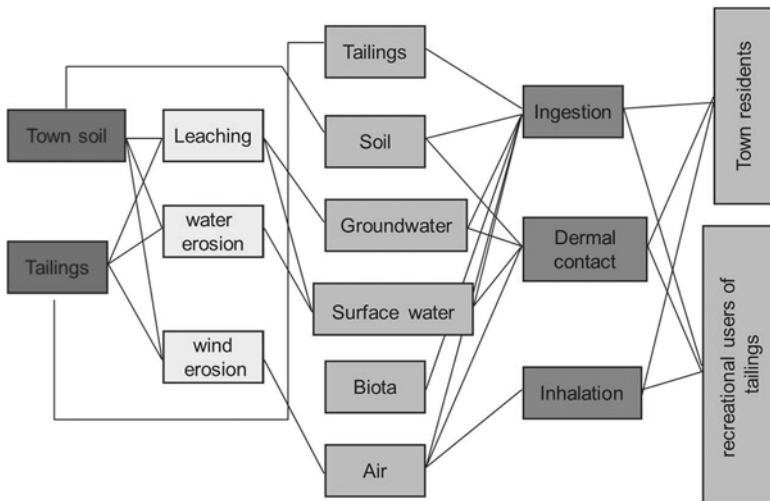 Town soil
Tailings
Leaching
water
erosion
wind
erosion
Tailings
Soil
Groundwater
Surface water
Biota
Air
Ingestion
Dermal
contact
Inhalation
Town residents
recreational users of
tailings